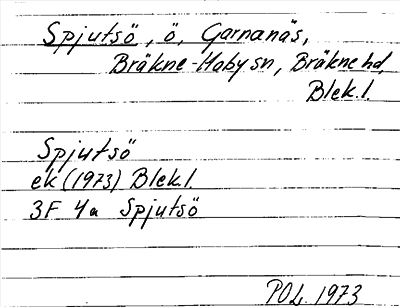 Spjutsö, ö, Garnanäs,
Bräkne-Hoby sn, Bräkne hd,
Blek. l.
Spjutsö
ek (1973) Blek. l.
3F 4a Spjutsö
POL 1973